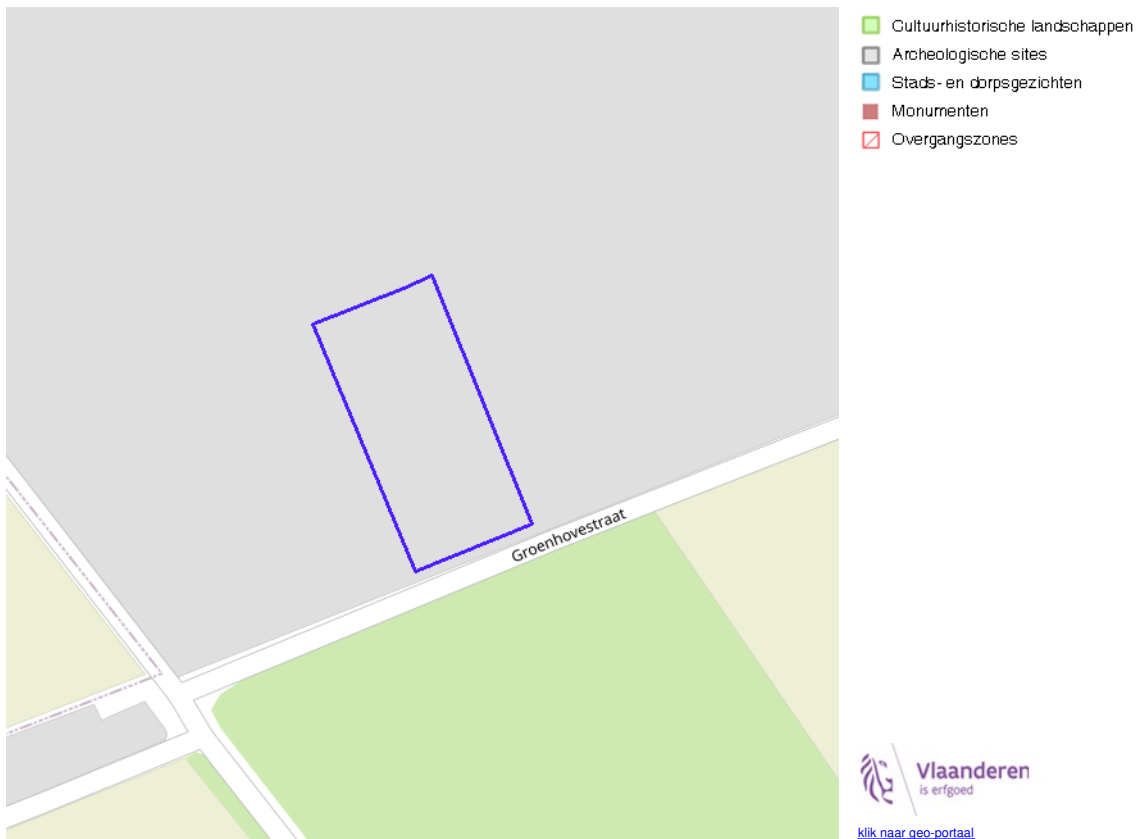 Cultuurhistorische landschappen
Archeologische sites
Stads- en dorpsgezichten
Monumenten
Overgangszones
Groenhovestraat
Vlaanderen
is erfgoed
klik naar geo-portaal